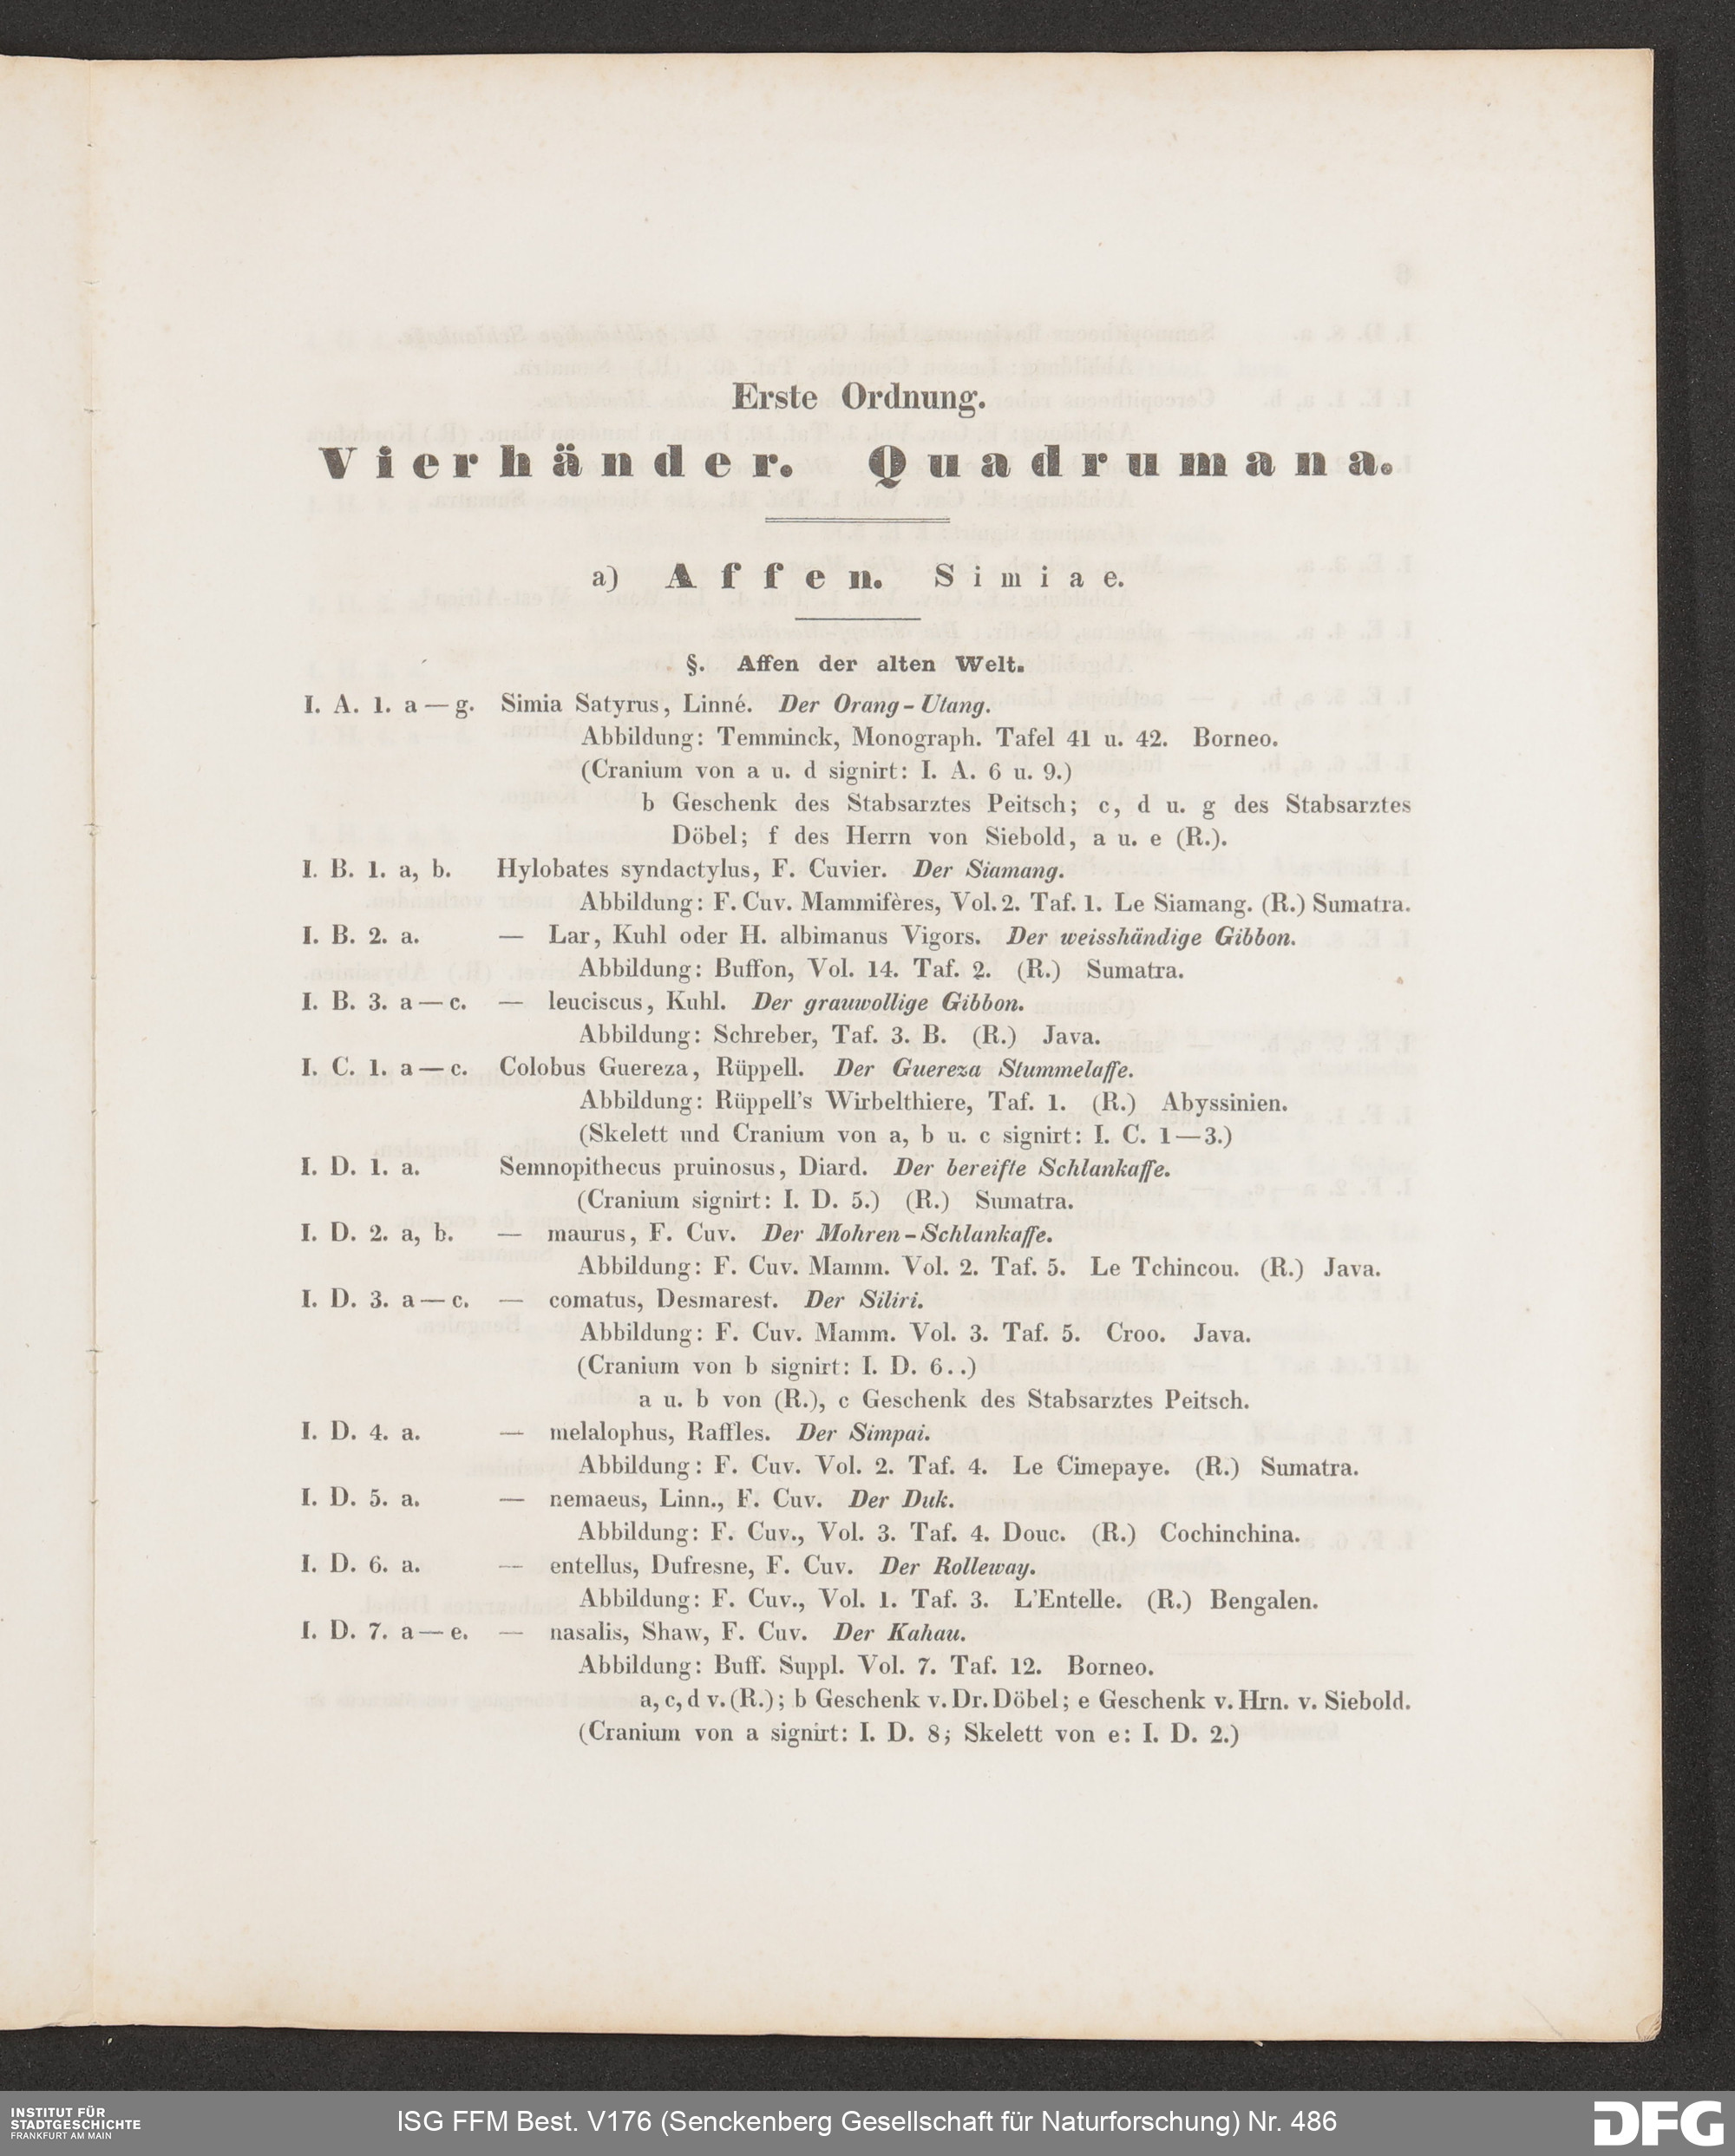 Erste Ordnung.
Vierhänder. Quadrumana.
a) Affen. Simiae.
§. Affen der alten Welt.
I. A. 1. a—g. Simia Satyrus, Linné. Der Orang-Utang.
Abbildung: Temminck, Monograph. Tafel 41 u. 42. Borneo.
(Cranium von a u. d signirt: I. A. 6 u. 9.)
b Geschenk des Stabsarztes Peitsch; c, d u. g des Stabsarztes
Döbel; f des Herrn von Siebold, a u. e (R.).
I. B. 1. a, b. Hylobates syndactylus, F. Cuvier. Der Siamang.
Abbildung: F. Cuv. Mammifères, Vol. 2. Taf. 1. Le Siamang. (R.) Sumatra.
I. B. 2. a. — Lar, Kuhl oder H. albimanus Vigors. Der weisshändige Gibbon.
Abbildung: Buffon, Vol. 14. Taf. 2. (R.) Sumatra.
I. B. 3. a—c. — leuciscus, Kuhl. Der grauwollige Gibbon.
Abbildung: Schreber, Taf. 3. B. (R.) Java.
I. C. 1. a—c. Colobus Guereza, Rüppell. Der Guereza Stummelaffe.
Abbildung: Rüppell's Wirbelthiere, Taf. 1. (R.) Abyssinien.
(Skelett und Cranium von a, b u. c signirt: I. C. 1—3.)
I. D. 1. a. Semnopithecus pruinosus, Diard. Der bereifte Schlankaffe.
(Cranium signirt: I. D. 5.) (R.) Sumatra.
I. D. 2. a, b. — maurus, F. Cuv. Der Mohren-Schlankaffe.
Abbildung: F. Cuv. Mamm. Vol. 2. Taf. 5. Le Tchincou. (R.) Java.
I. D. 3. a—c. — comatus, Desmarest. Der Siliri.
Abbildung: F. Cuv. Mamm. Vol. 3. Taf. 5. Croo. Java.
(Cranium von b signirt: I. D. 6..)
a u. b von (R.), c Geschenk des Stabsarztes Peitsch.
I. D. 4. a. — melalophus, Raffles. Der Simpai.
Abbildung: F. Cuv. Vol. 2. Taf. 4. Le Cimepaye. (R.) Sumatra.
I. D. 5. a. — nemaeus, Linn., F. Cuv. Der Duk.
Abbildung: F. Cuv., Vol. 3. Taf. 4. Douc. (R.) Cochinchina.
I. D. 6. a. — entellus, Dufresne, F. Cuv. Der Rolleway.
Abbildung: F. Cuv., Vol. 1. Taf. 3. L'Entelle. (R.) Bengalen.
I. D. 7. a—e. — nasalis, Shaw, F. Cuv. Der Kahau.
Abbildung: Buff. Suppl. Vol. 7. Taf. 12. Borneo.
a, c, d v. (R.); b Geschenk v. Dr. Döbel; e Geschenk v. Hrn. v. Siebold.
(Cranium von a signirt: I. D. 8; Skelett von e: I. D. 2.)
INSTITUT FÜR
STADTGESCHICHTE
FRANKFURT AM MAIN
ISG FFM Best. V176 (Senckenberg Gesellschaft für Naturforschung) Nr. 486
DFG